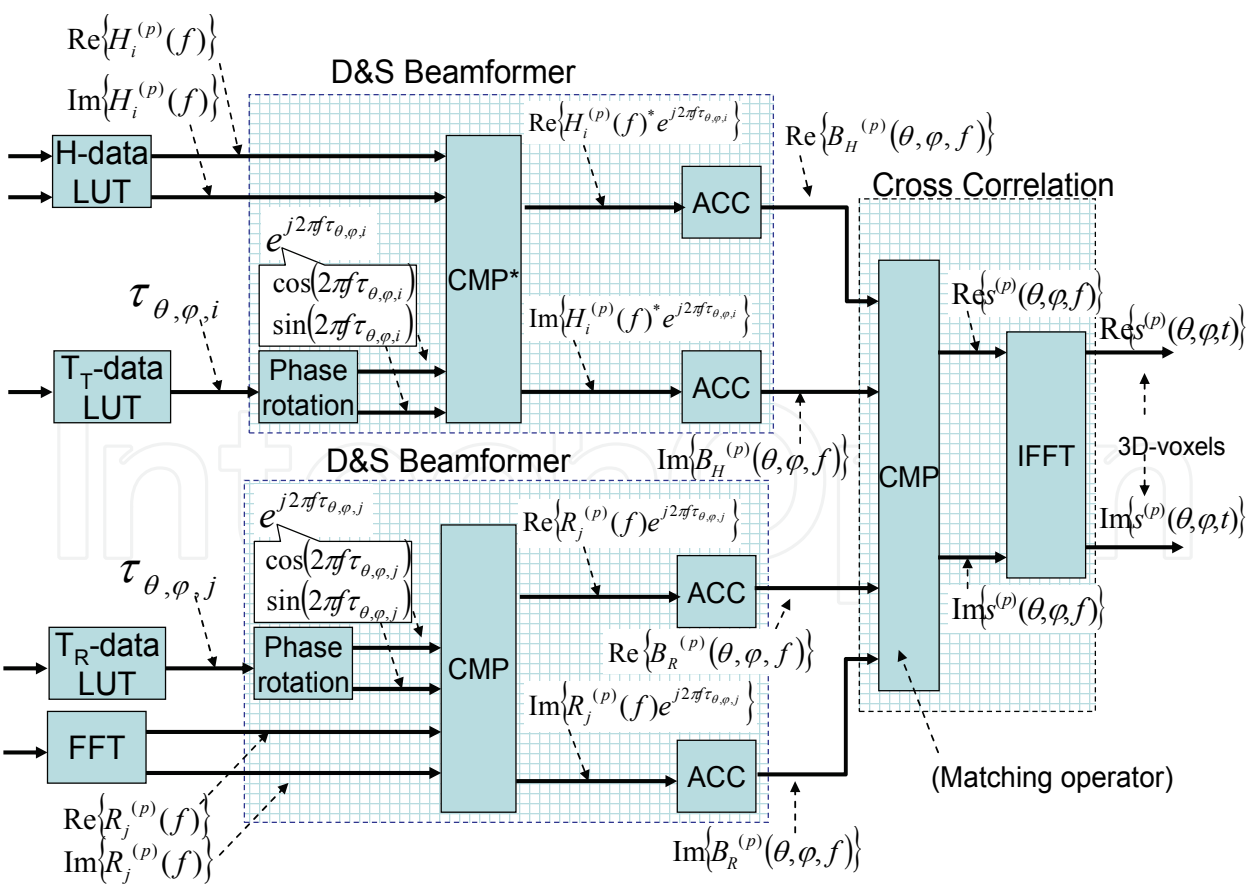 Re{H_i^(p)(f)}
Im{H_i^(p)(f)}
D&S Beamformer
H-data
LUT
Re{H_i^(p)(f)* e^{j2πfτ_θ,φ,i}}
Re{B_H^(p)(θ,φ,f)}
Cross Correlation
ACC
e^{j2πfτ_θ,φ,i}
cos(2πfτ_θ,φ,i)
sin(2πfτ_θ,φ,i)
CMP*
τ_θ,φ,i
Im{H_i^(p)(f)* e^{j2πfτ_θ,φ,i}}
T_T-data
LUT
Phase
rotation
ACC
Im{B_H^(p)(θ,φ,f)}
Re{s^(p)(θ,φ,f)}
Re{s^(p)(θ,φ,t)}
CMP
IFFT
3D-voxels
Im{s^(p)(θ,φ,t)}
Im{s^(p)(θ,φ,f)}
D&S Beamformer
e^{j2πfτ_θ,φ,j}
cos(2πfτ_θ,φ,j)
sin(2πfτ_θ,φ,j)
Re{R_j^(p)(f)e^{j2πfτ_θ,φ,j}}
τ_θ,φ,j
ACC
T_R-data
LUT
Phase
rotation
CMP
Re{B_R^(p)(θ,φ,f)}
Im{R_j^(p)(f)e^{j2πfτ_θ,φ,j}}
FFT
ACC
(Matching operator)
Re{R_j^(p)(f)}
Im{R_j^(p)(f)}
Im{B_R^(p)(θ,φ,f)}
IntechOpen